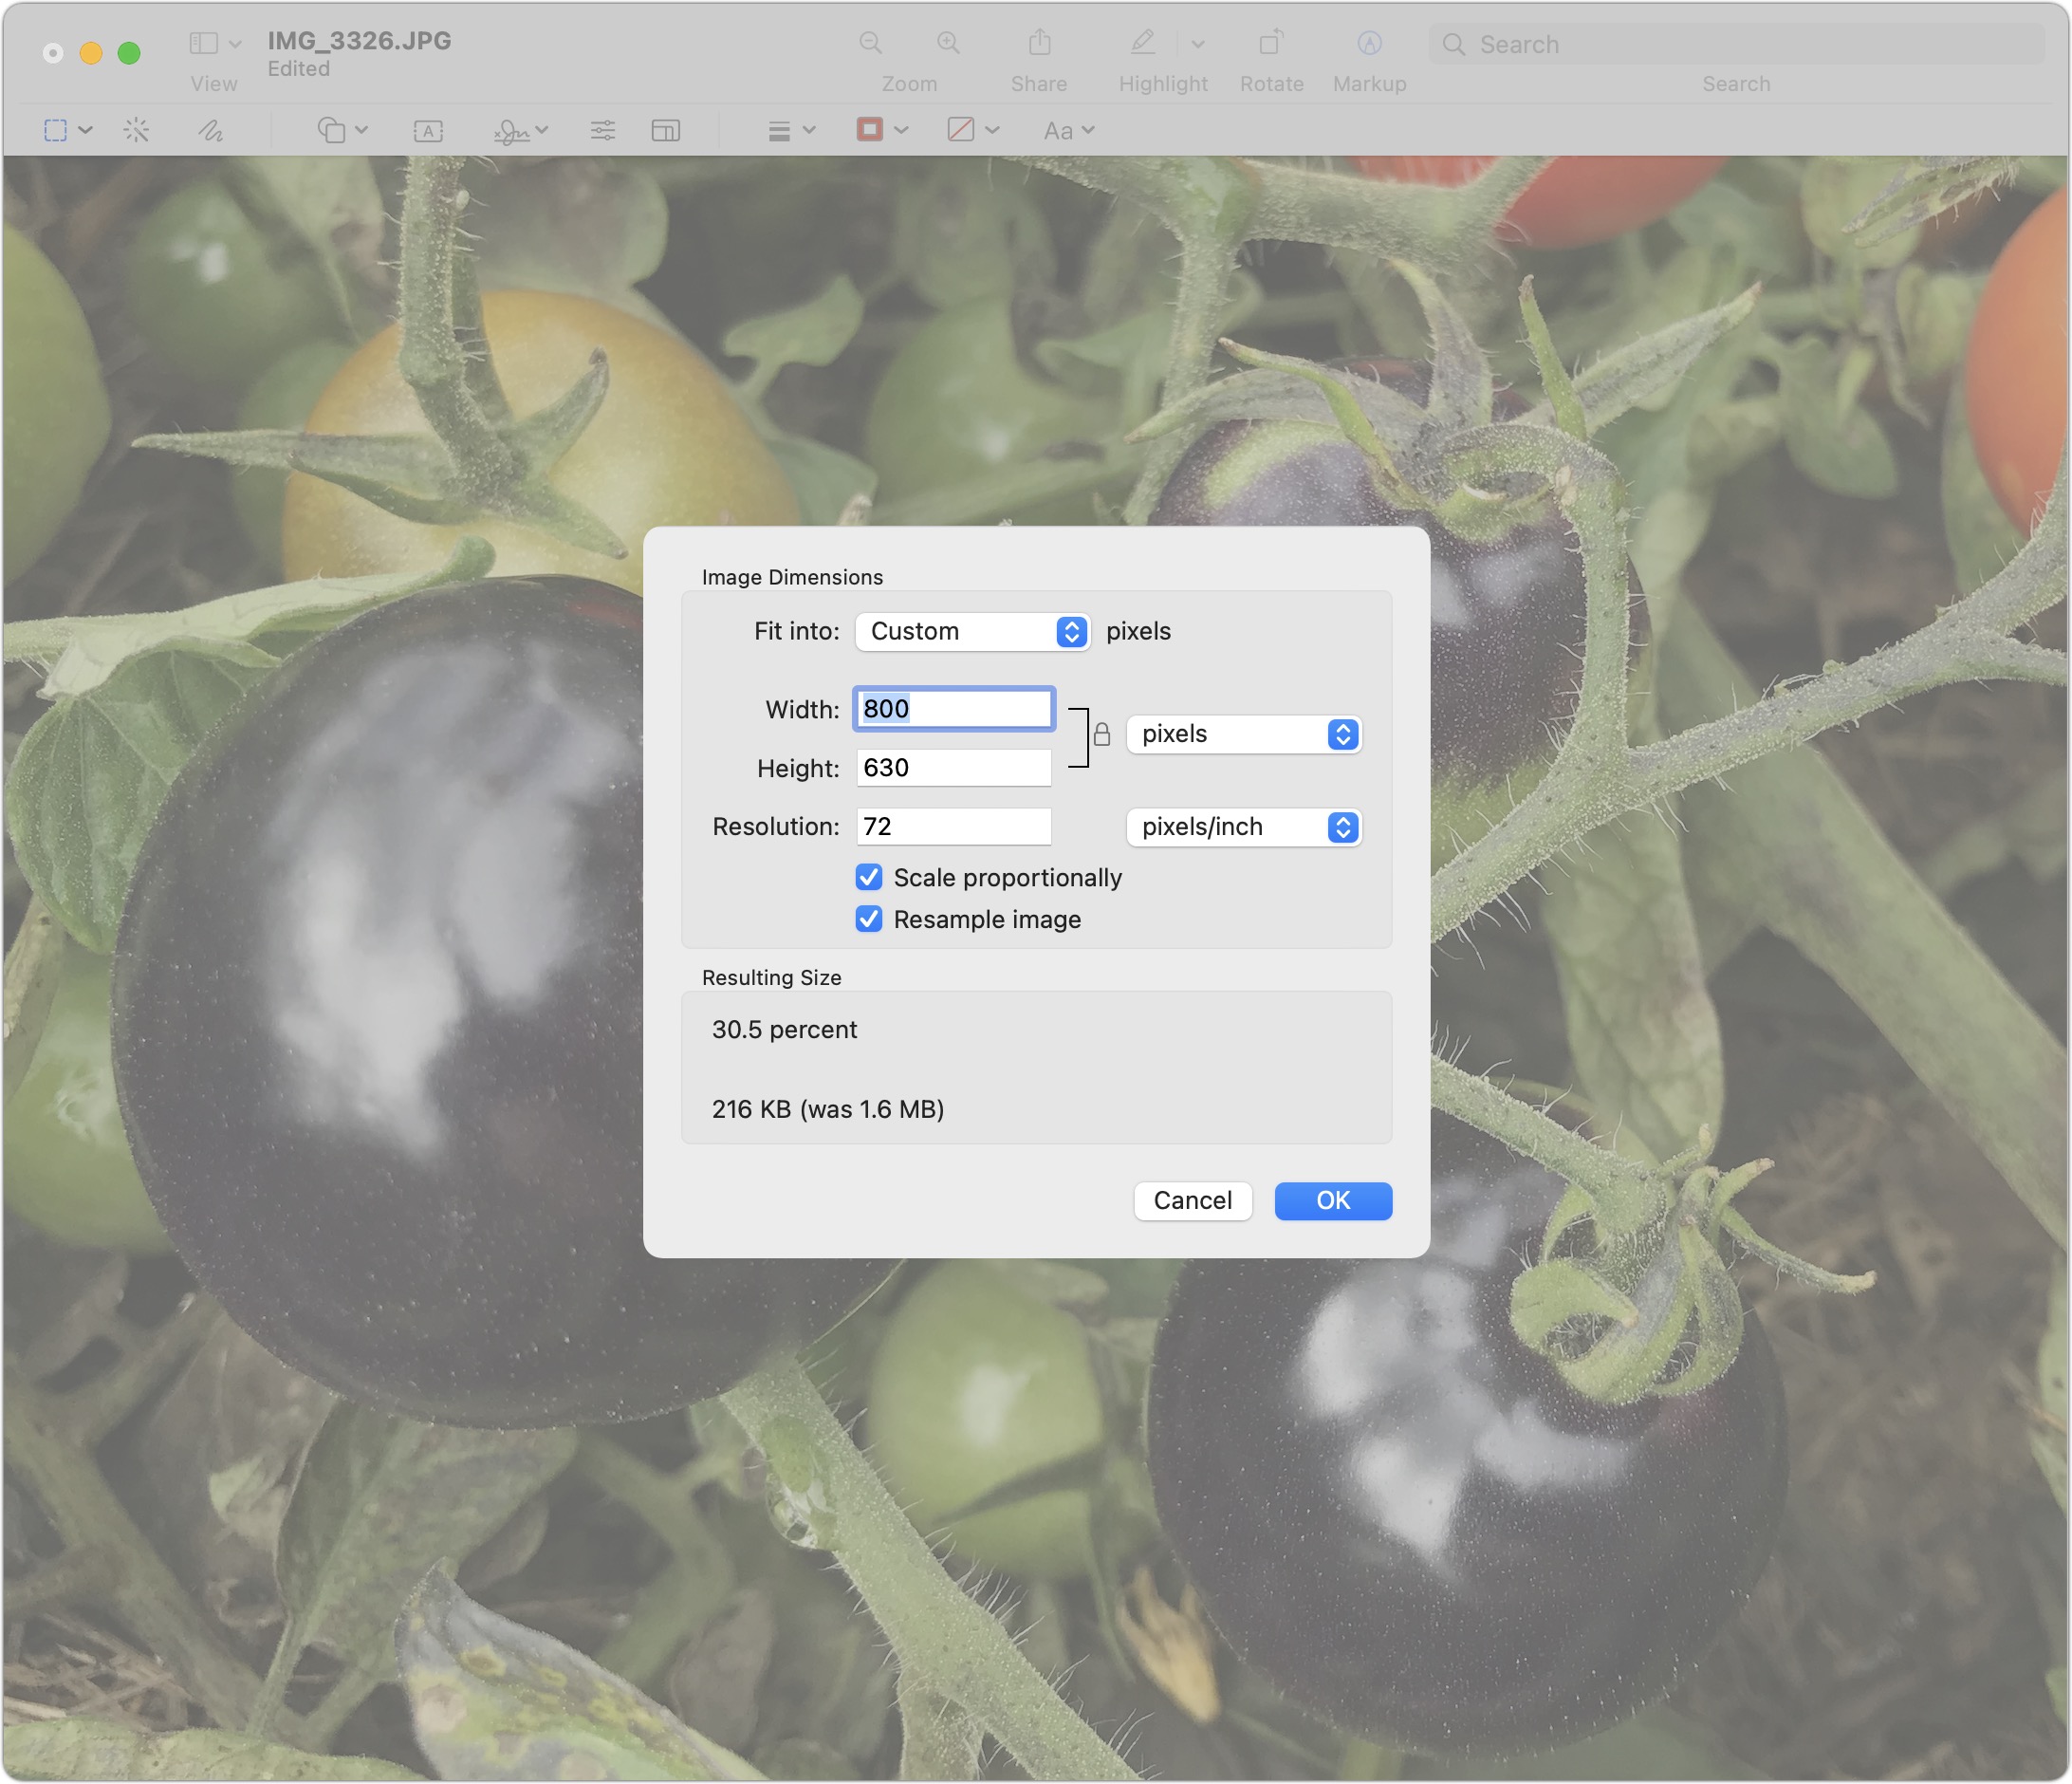 IMG_3326.JPG
Edited
View
Zoom
Share
Highlight
Rotate
Markup
Search
Search
A
Aa
Image Dimensions
Fit into: Custom pixels
Width: 800
pixels
Height: 630
Resolution: 72 pixels/inch
Scale proportionally
Resample image
Resulting Size
30.5 percent
216 KB (was 1.6 MB)
Cancel OK